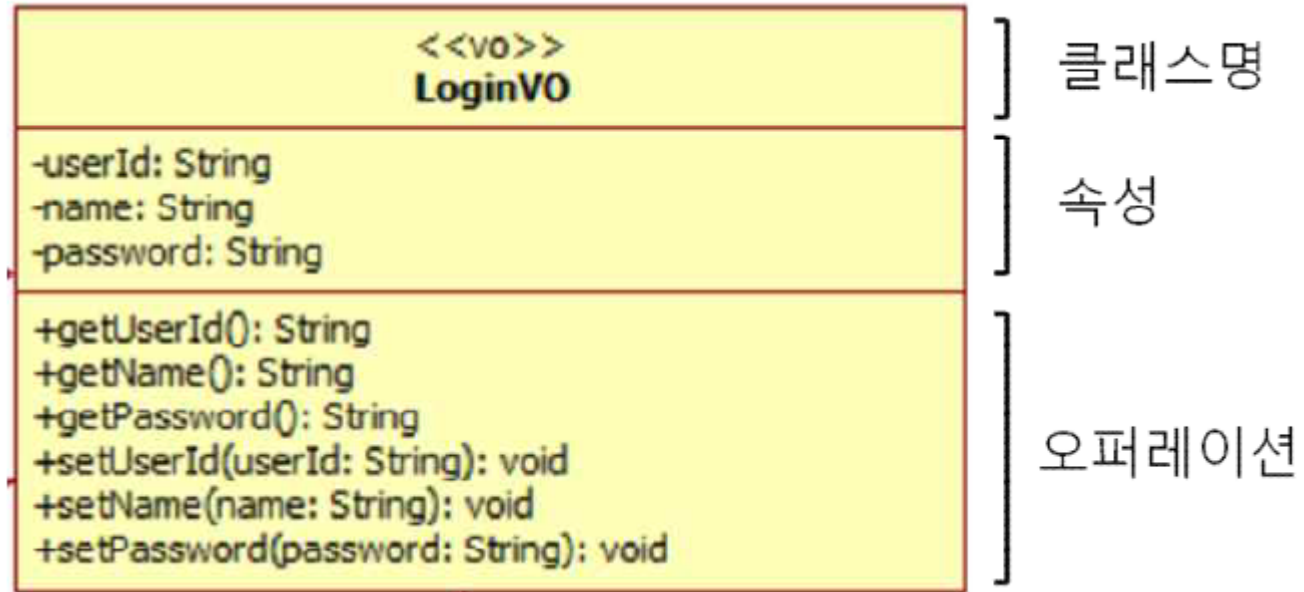 <<vo>>
LoginVO
클래스명
-userId: String
-name: String
-password: String
속성
+getUserId(): String
+getName(): String
+getPassword(): String
+setUserId(userId: String): void
+setName(name: String): void
+setPassword(password: String): void
오퍼레이션